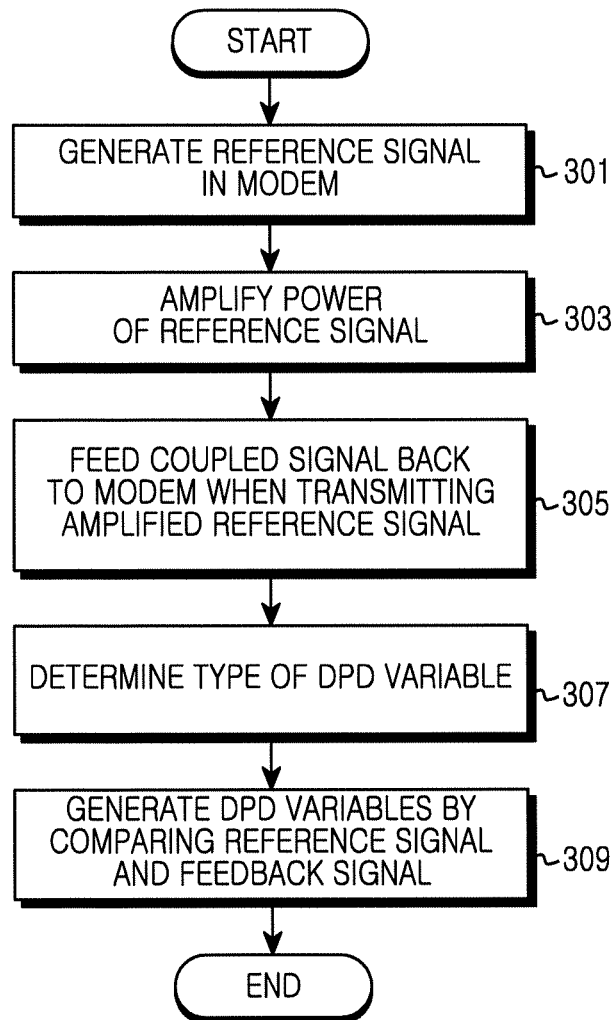 START
GENERATE REFERENCE SIGNAL
IN MODEM
301
AMPLIFY POWER
OF REFERENCE SIGNAL
303
FEED COUPLED SIGNAL BACK
TO MODEM WHEN TRANSMITTING
AMPLIFIED REFERENCE SIGNAL
305
DETERMINE TYPE OF DPD VARIABLE
307
GENERATE DPD VARIABLES BY
COMPARING REFERENCE SIGNAL
AND FEEDBACK SIGNAL
309
END